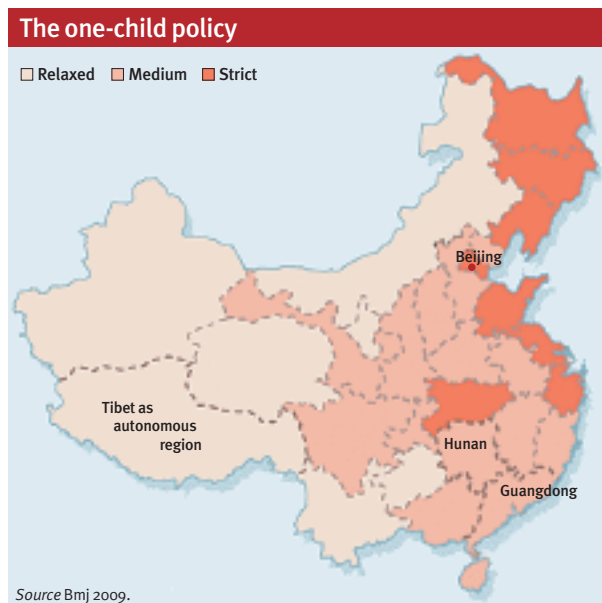 The one-child policy
Relaxed Medium Strict
Beijing
Tibet as
autonomous
region
Hunan
Guangdong
Source Bmj 2009.